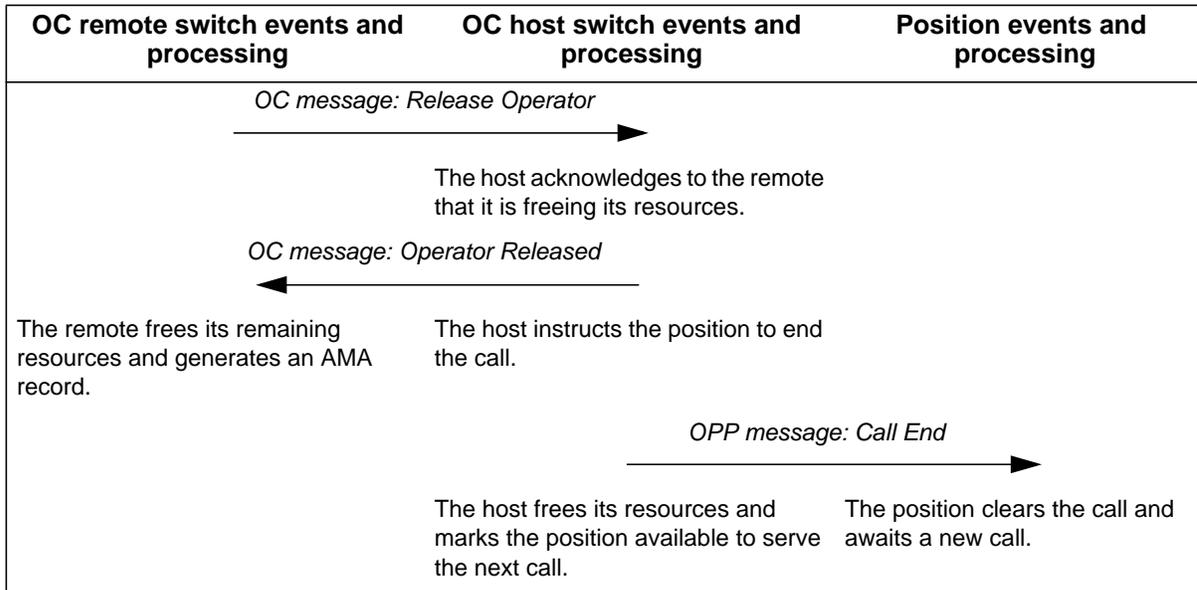 OC remote switch events and
processing
OC host switch events and
processing
Position events and
processing
OC message: Release Operator
The host acknowledges to the remote
that it is freeing its resources.
OC message: Operator Released
The remote frees its remaining
resources and generates an AMA
record.
The host instructs the position to end
the call.
OPP message: Call End
The host frees its resources and
marks the position available to serve
the next call.
The position clears the call and
awaits a new call.